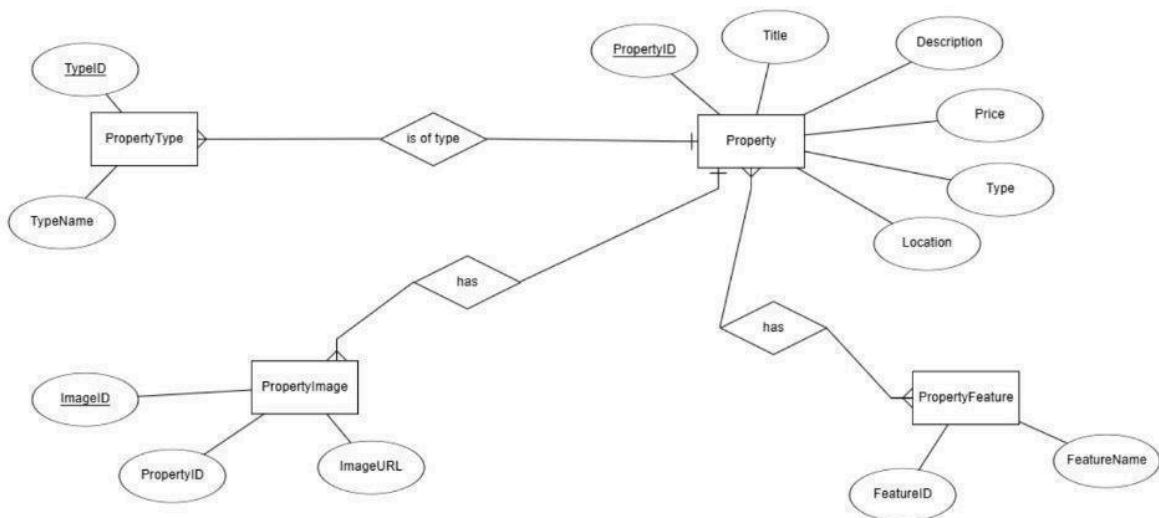 Title
PropertyID
Description
TypeID
Price
PropertyType
is of type
Property
Type
TypeName
Location
has
has
PropertyImage
PropertyFeature
ImageID
FeatureName
PropertyID
ImageURL
FeatureID